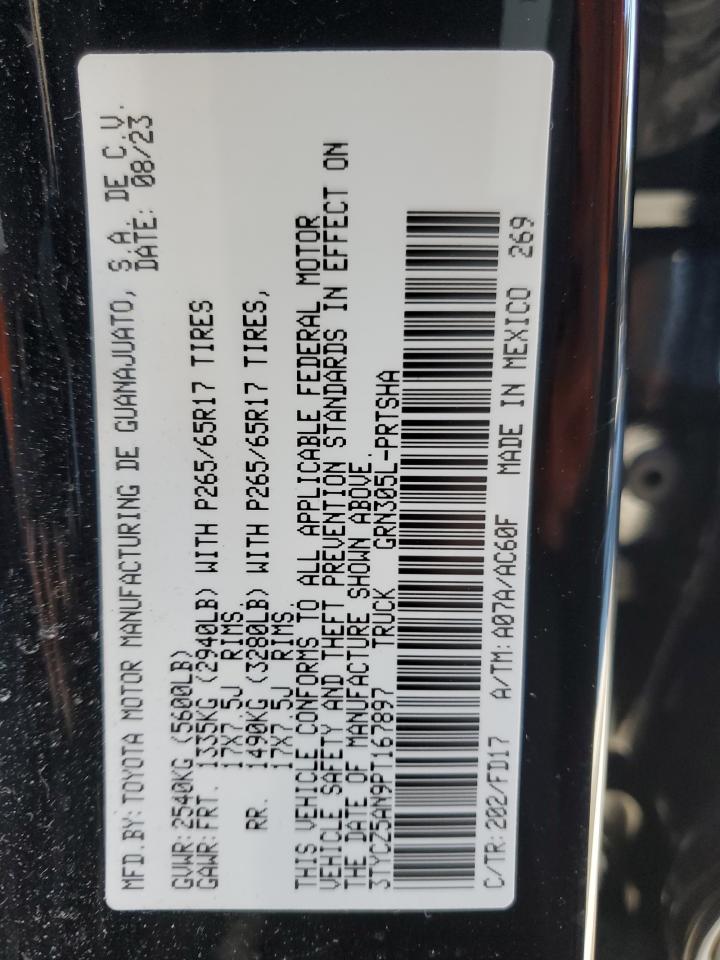 MFD.BY: TOYOTA MOTOR MANUFACTURING DE GUANAJUATO, S.A. DE C.V.
DATE: 08/23
GVWR: 2540KG (5600LB)
GAWR: FRT. 1335KG (2940LB) WITH P265/65R17 TIRES
17X7.5J RIMS.
RR. 1490KG (3280LB) WITH P265/65R17 TIRES,
17X7.5J RIMS.
THIS VEHICLE CONFORMS TO ALL APPLICABLE FEDERAL MOTOR
VEHICLE SAFETY AND THEFT PREVENTION STANDARDS IN EFFECT ON
THE DATE OF MANUFACTURE SHOWN ABOVE.
3TYCZ5AN9PT167897 TRUCK GRN305L-PRTSHA
C/TR: 202/FD17 A/TM: A07A/AC60F MADE IN MEXICO 269